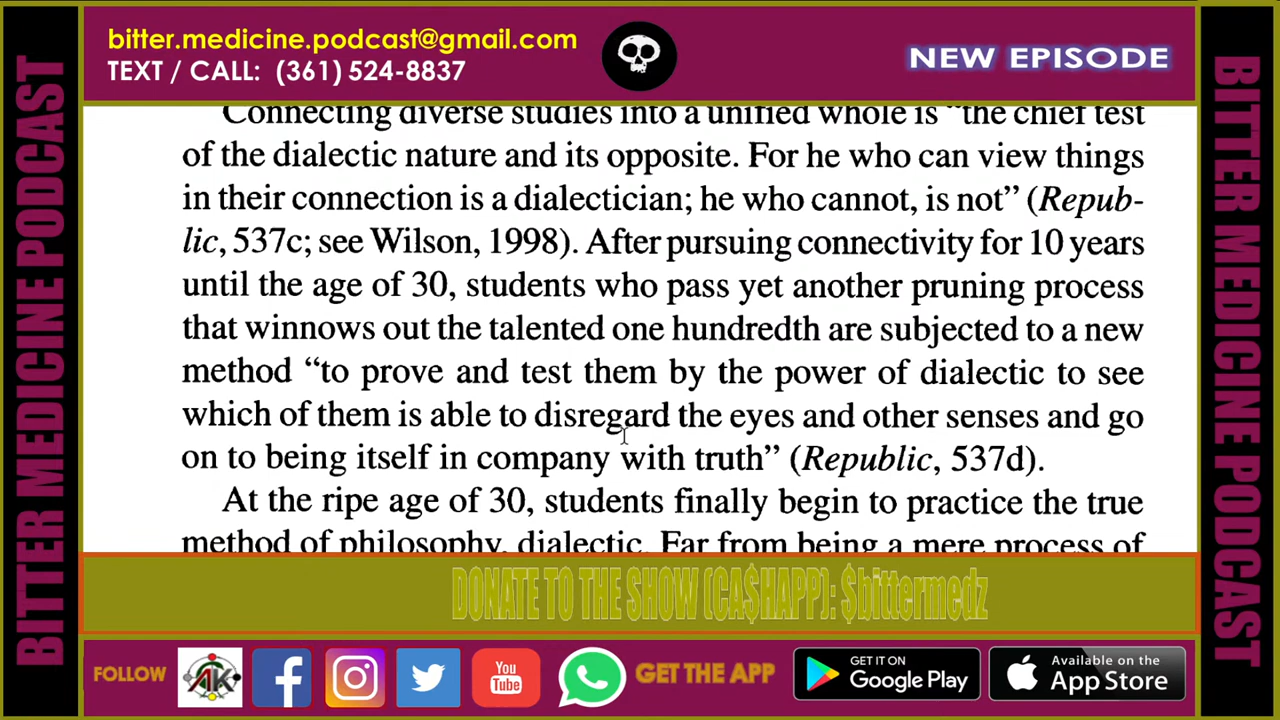 bitter.medicine.podcast@gmail.com
TEXT / CALL: (361) 524-8837
NEW EPISODE
BITTER MEDICINE PODCAST
Connecting diverse studies into a unified whole is “the chief test
of the dialectic nature and its opposite. For he who can view things
in their connection is a dialectician; he who cannot, is not” (Repub-
lic, 537c; see Wilson, 1998). After pursuing connectivity for 10 years
until the age of 30, students who pass yet another pruning process
that winnows out the talented one hundredth are subjected to a new
method “to prove and test them by the power of dialectic to see
which of them is able to disregard the eyes and other senses and go
on to being itself in company with truth” (Republic, 537d).
At the ripe age of 30, students finally begin to practice the true
method of philosophy, dialectic. Far from being a mere process of
BITTER MEDICINE PODCAST
DONATE TO THE SHOW (CA$HAPP): $bittermedz
FOLLOW
ATK
You
Tube
GET THE APP
GET IT ON
Google Play
Available on the
App Store